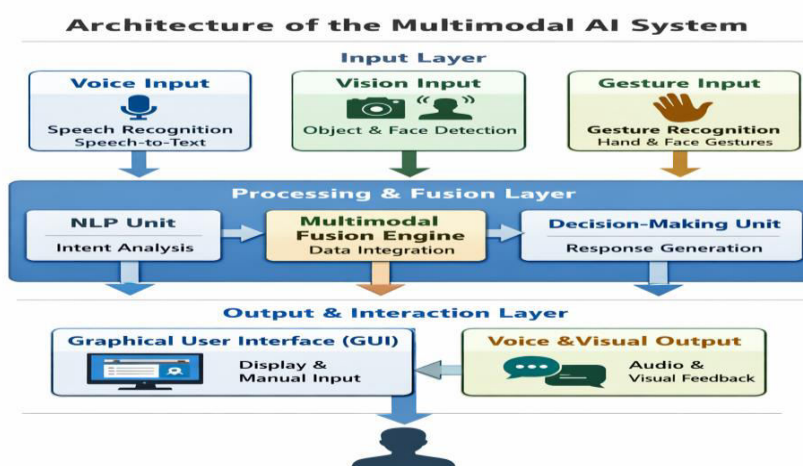 Architecture of the Multimodal AI System
Input Layer
Voice Input
Speech Recognition
Speech-to-Text
Vision Input
Object & Face Detection
Gesture Input
Gesture Recognition
Hand & Face Gestures
Processing & Fusion Layer
NLP Unit
Intent Analysis
Multimodal
Fusion Engine
Data Integration
Decision-Making Unit
Response Generation
Output & Interaction Layer
Graphical User Interface (GUI)
Display &
Manual Input
Voice &Visual Output
Audio &
Visual Feedback